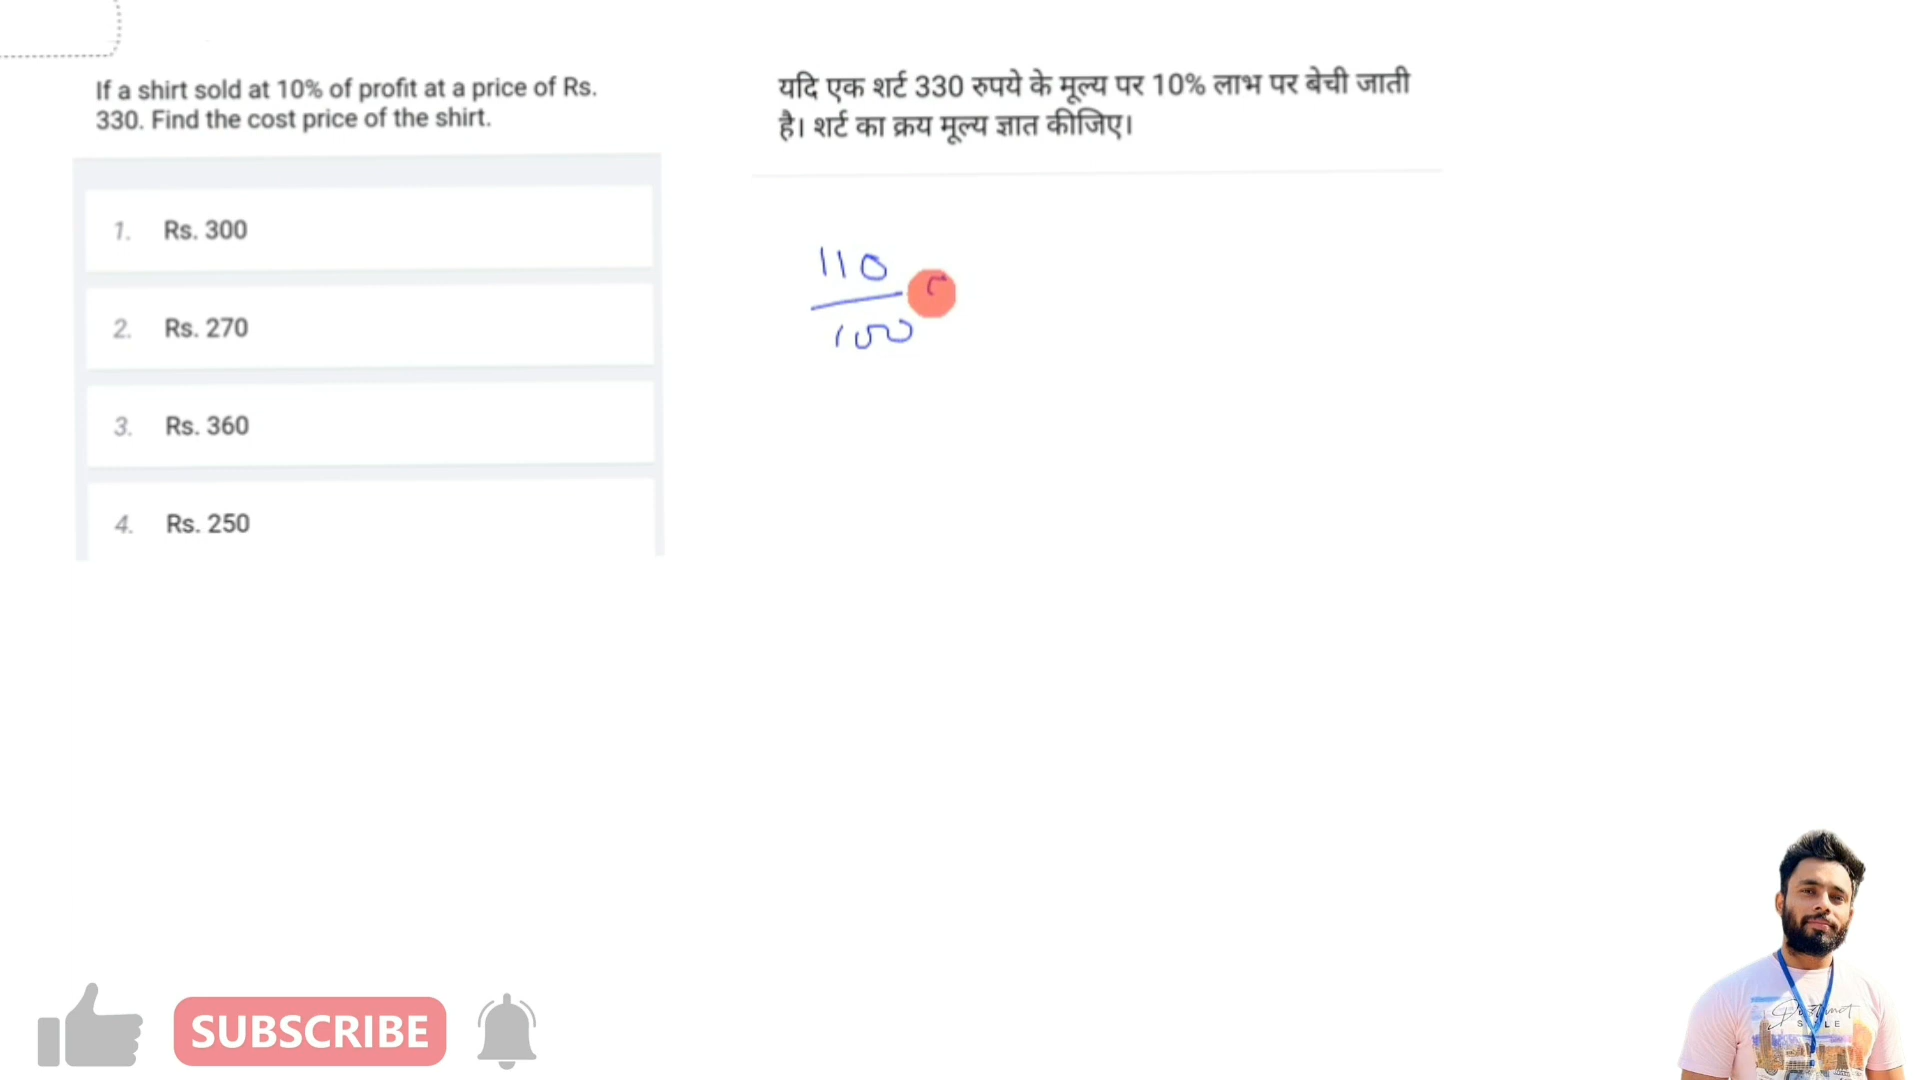 If a shirt sold at 10% of profit at a price of Rs.
330. Find the cost price of the shirt.
1. Rs. 300
2. Rs. 270
3. Rs. 360
4. Rs. 250
यदि एक शर्ट 330 रुपये के मूल्य पर 10% लाभ पर बेची जाती
है। शर्ट का क्रय मूल्य ज्ञात कीजिए।
110
100
SUBSCRIBE